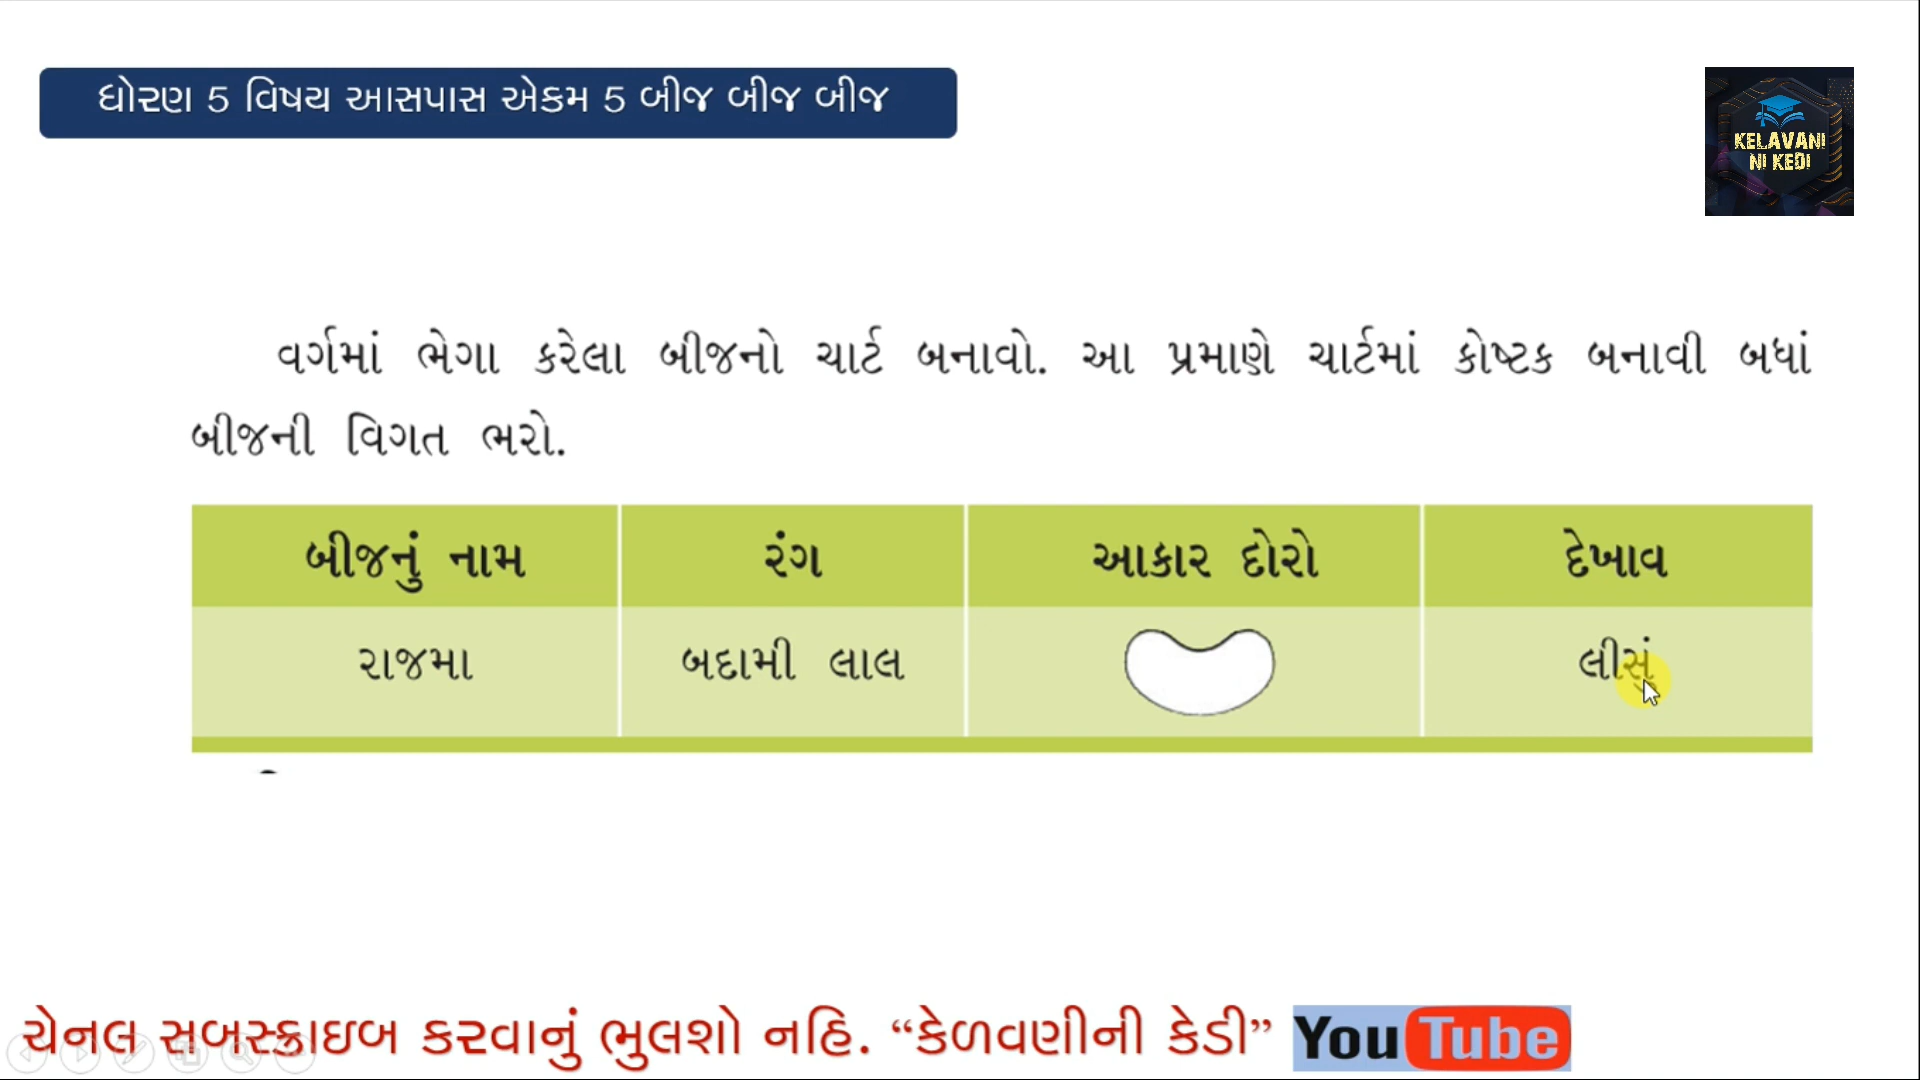 ધોરણ 5 વિષય આસપાસ એકમ 5 બીજ બીજ બીજ
KELAVANI
NI KEDI
વર્ગમાં ભેગા કરેલા બીજનો ચાર્ટ બનાવો. આ પ્રમાણે ચાર્ટમાં કોષ્ટક બનાવી બધાં
બીજની વિગત ભરો.
બીજનું નામ રંગ આકાર દોરો દેખાવ
રાજમા બદામી લાલ લીસું
ચેનલ સબસ્ક્રાઇબ કરવાનું ભુલશો નહિ. “કેળવણીની કેડી” YouTube